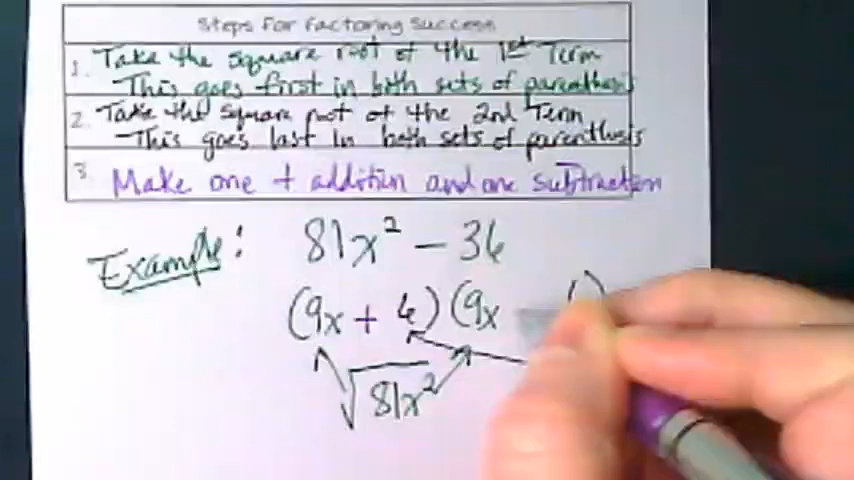 Steps for Factoring Success
1. Take the square root of the 1st Term
This goes first in both sets of parenthesis
2. Take the square root of the 2nd Term
This goes last in both sets of parenthesis
3. Make one + addition and one subtraction
Example: 81x² − 36
(9x + 6)(9x 6)
√81x²